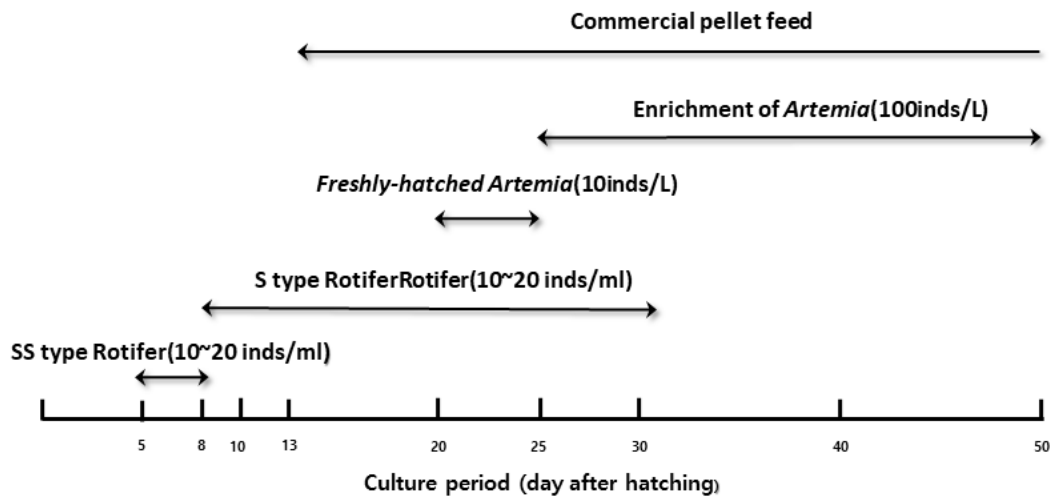 Commercial pellet feed
Enrichment of Artemia(100inds/L)
Freshly-hatched Artemia(10inds/L)
S type RotiferRotifer(10~20 inds/ml)
SS type Rotifer(10~20 inds/ml)
5 8 10 13 20 25 30 40 50
Culture period (day after hatching)